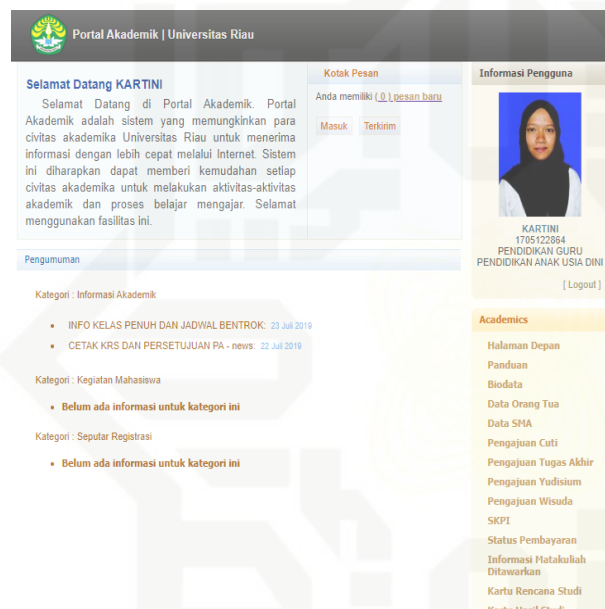 Portal Akademik | Universitas Riau
Selamat Datang KARTINI
Selamat Datang di Portal Akademik. Portal
Akademik adalah sistem yang memungkinkan para
civitas akademika Universitas Riau untuk menerima
informasi dengan lebih cepat melalui Internet. Sistem
ini diharapkan dapat memberi kemudahan setiap
civitas akademika untuk melakukan aktivitas-aktivitas
akademik dan proses belajar mengajar. Selamat
menggunakan fasilitas ini.
Kotak Pesan
Anda memiliki ( 0 ) pesan baru
Masuk Terkirim
Pengumuman
Kategori : Informasi Akademik
INFO KELAS PENUH DAN JADWAL BENTROK: 23 Juli 2019
CETAK KRS DAN PERSETUJUAN PA - news: 22 Juli 2019
Kategori : Kegiatan Mahasiswa
Belum ada informasi untuk kategori ini
Kategori : Seputar Registrasi
Belum ada informasi untuk kategori ini
Informasi Pengguna
KARTINI
1705122864
PENDIDIKAN GURU
PENDIDIKAN ANAK USIA DINI
[ Logout ]
Academics
Halaman Depan
Panduan
Biodata
Data Orang Tua
Data SMA
Pengajuan Cuti
Pengajuan Tugas Akhir
Pengajuan Yudisium
Pengajuan Wisuda
SKPI
Status Pembayaran
Informasi Matakuliah
Ditawarkan
Kartu Rencana Studi